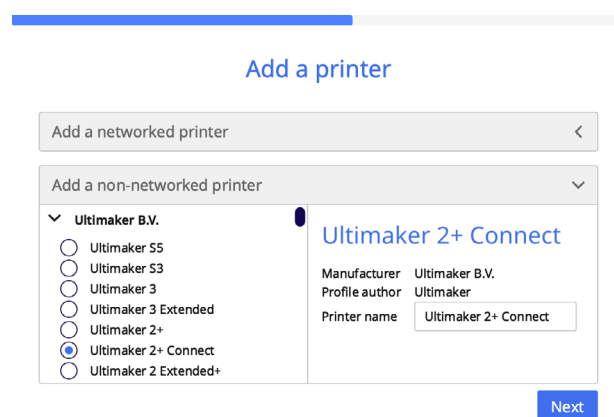 Add a printer
Add a networked printer
Add a non-networked printer
Ultimaker B.V.
Ultimaker S5
Ultimaker S3
Ultimaker 3
Ultimaker 3 Extended
Ultimaker 2+
Ultimaker 2+ Connect
Ultimaker 2 Extended+
Ultimaker 2+ Connect
Manufacturer Ultimaker B.V.
Profile author Ultimaker
Printer name Ultimaker 2+ Connect
Next